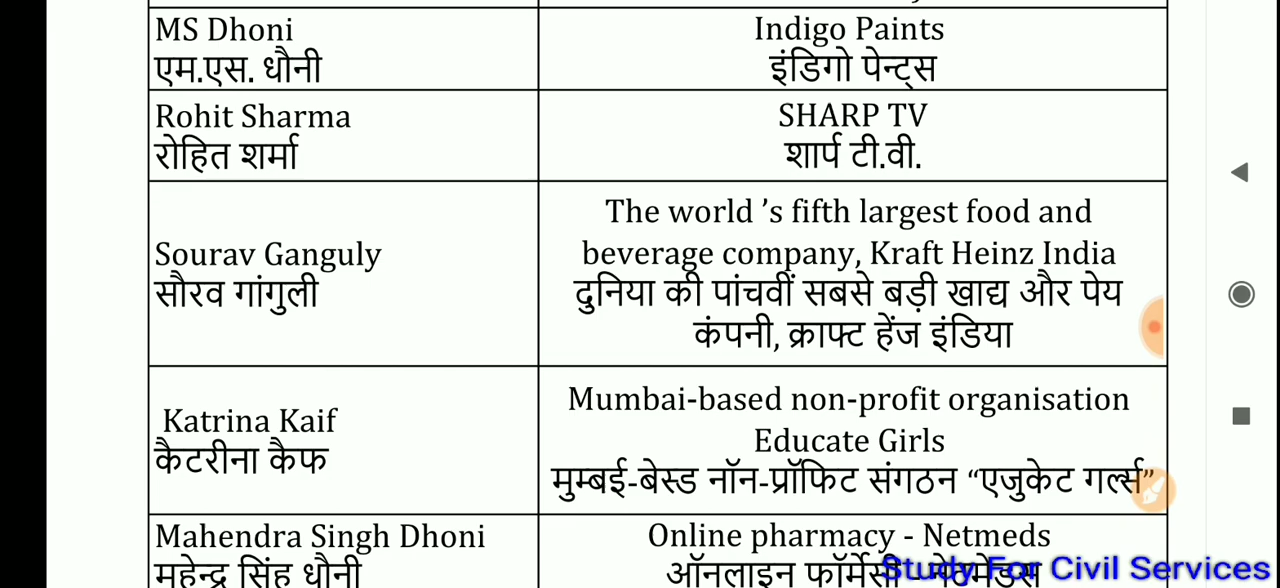 MS Dhoni
एम.एस. धौनी
Indigo Paints
इंडिगो पेन्ट्स
Rohit Sharma
रोहित शर्मा
SHARP TV
शार्प टी.वी.
Sourav Ganguly
सौरव गांगुली
The world ’s fifth largest food and
beverage company, Kraft Heinz India
दुनिया की पांचवीं सबसे बड़ी खाद्य और पेय
कंपनी, क्राफ्ट हेंज इंडिया
Katrina Kaif
कैटरीना कैफ
Mumbai-based non-profit organisation
Educate Girls
मुम्बई-बेस्ड नॉन-प्रॉफिट संगठन “एजुकेट गर्ल्स”
Mahendra Singh Dhoni
महेन्द्र सिंह धौनी
Online pharmacy - Netmeds
ऑनलाइन फॉर्मेसी
Study For Civil Services